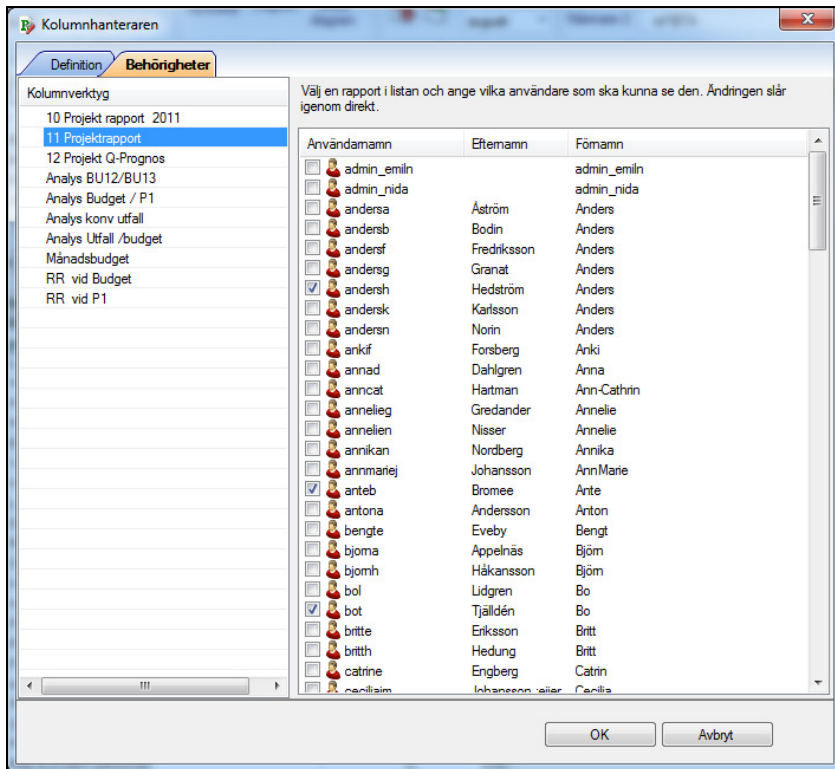 Kolumnhanteraren
Definition Behörigheter
Kolumnverktyg
10 Projekt rapport 2011
11 Projektrapport
12 Projekt Q-Prognos
Analys BU12/BU13
Analys Budget / P1
Analys konv utfall
Analys Utfall /budget
Månadsbudget
RR vid Budget
RR vid P1
Välj en rapport i listan och ange vilka användare som ska kunna se den. Ändringen slår
igenom direkt.
Användarnamn Efternamn Förnamn
admin_emiln admin_emiln
admin_nida admin_nida
andersa Åström Anders
andersb Bodin Anders
andersf Fredriksson Anders
andersg Granat Anders
andersh Hedström Anders
andersk Karlsson Anders
andersn Norin Anders
ankif Forsberg Anki
annad Dahlgren Anna
anncat Hartman Ann-Cathrin
annelieg Gredander Annelie
annelien Nisser Annelie
annikan Nordberg Annika
annmariej Johansson AnnMarie
anteb Bromee Ante
antona Andersson Anton
bengte Eveby Bengt
bjorna Appelnäs Björn
bjornh Håkansson Björn
bol Lidgren Bo
bot Tjälldén Bo
britte Eriksson Britt
britth Hedung Britt
catrine Engberg Catrin
ceciliajm Johansson Cecilia
OK Avbryt